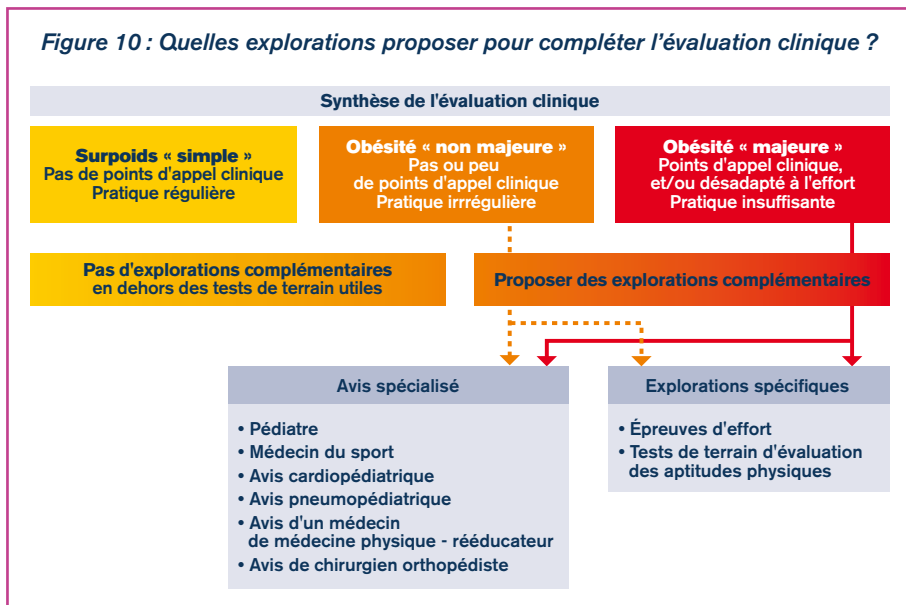 Figure 10 : Quelles explorations proposer pour compléter l'évaluation clinique ?
Synthèse de l'évaluation clinique
Surpoids « simple »
Pas de points d'appel clinique
Pratique régulière
Obésité « non majeure »
Pas ou peu
de points d'appel clinique
Pratique irrrégulière
Obésité « majeure »
Points d'appel clinique,
et/ou désadapté à l'effort
Pratique insuffisante
Pas d'explorations complémentaires
en dehors des tests de terrain utiles
Proposer des explorations complémentaires
Avis spécialisé
• Pédiatre
• Médecin du sport
• Avis cardiopédiatrique
• Avis pneumopédiatrique
• Avis d'un médecin
de médecine physique - rééducateur
• Avis de chirurgien orthopédiste
Explorations spécifiques
• Épreuves d'effort
• Tests de terrain d'évaluation
des aptitudes physiques